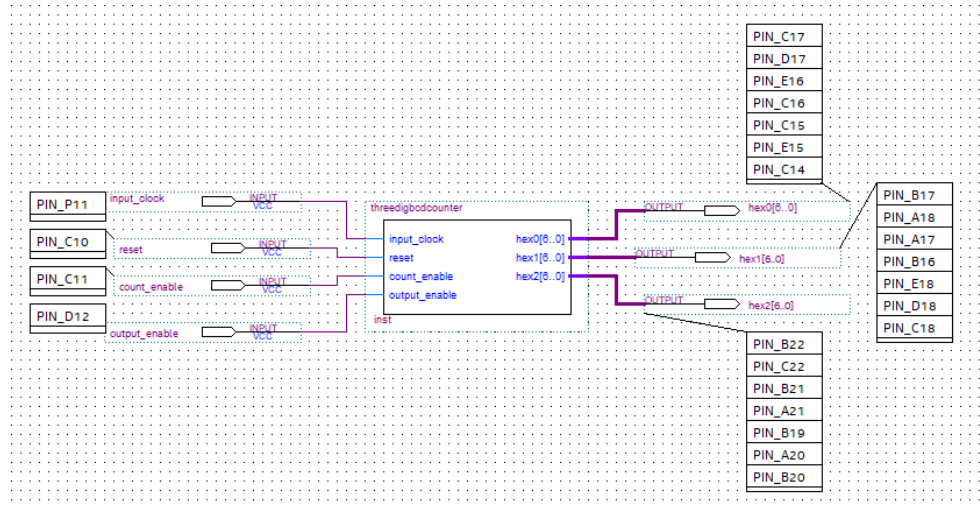 PIN_C17
PIN_D17
PIN_E16
PIN_C16
PIN_C15
PIN_E15
PIN_C14
PIN_P11
input_clock
INPUT
VCC
PIN_C10
reset
INPUT
VCC
PIN_C11
count_enable
INPUT
VCC
PIN_D12
output_enable
INPUT
VCC
threedigbcdcounter
input_clock
reset
count_enable
output_enable
hex0[6..0]
hex1[6..0]
hex2[6..0]
inst
OUTPUT
hex0[6..0]
OUTPUT
hex1[6..0]
OUTPUT
hex2[6..0]
PIN_B17
PIN_A18
PIN_A17
PIN_B16
PIN_E18
PIN_D18
PIN_C18
PIN_B22
PIN_C22
PIN_B21
PIN_A21
PIN_B19
PIN_A20
PIN_B20